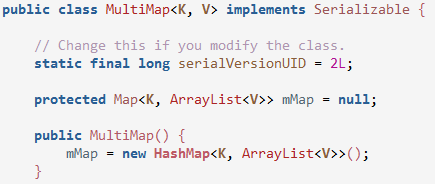 public class MultiMap<K, V> implements Serializable {
// Change this if you modify the class.
static final long serialVersionUID = 2L;
protected Map<K, ArrayList<V>> mMap = null;
public MultiMap() {
mMap = new HashMap<K, ArrayList<V>>();
}